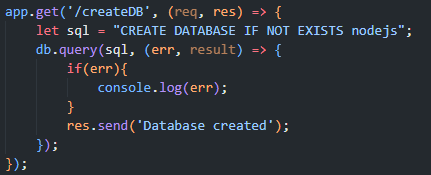 app.get('/createDB', (req, res) => {
    let sql = "CREATE DATABASE IF NOT EXISTS nodejs";
    db.query(sql, (err, result) => {
        if(err){
            console.log(err);
        }
        res.send('Database created');
    });
});